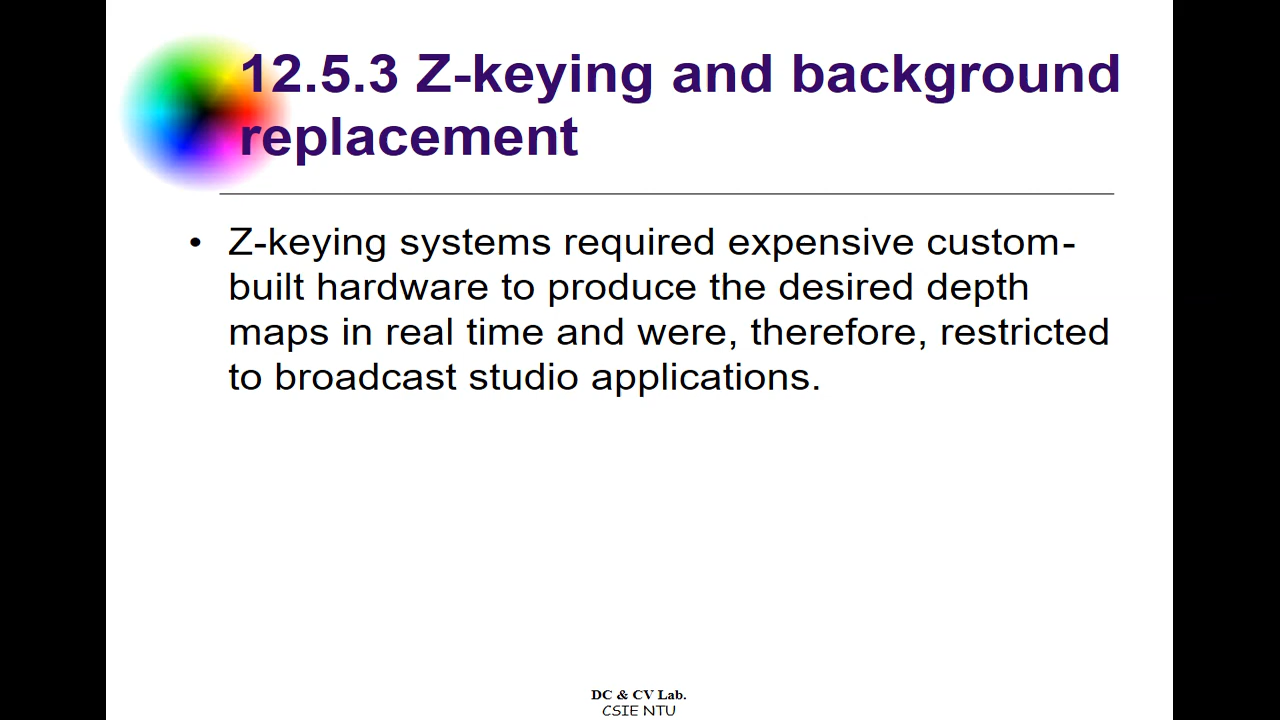 12.5.3 Z-keying and background
replacement
• Z-keying systems required expensive custom-
built hardware to produce the desired depth
maps in real time and were, therefore, restricted
to broadcast studio applications.
DC & CV Lab.
CSIE NTU